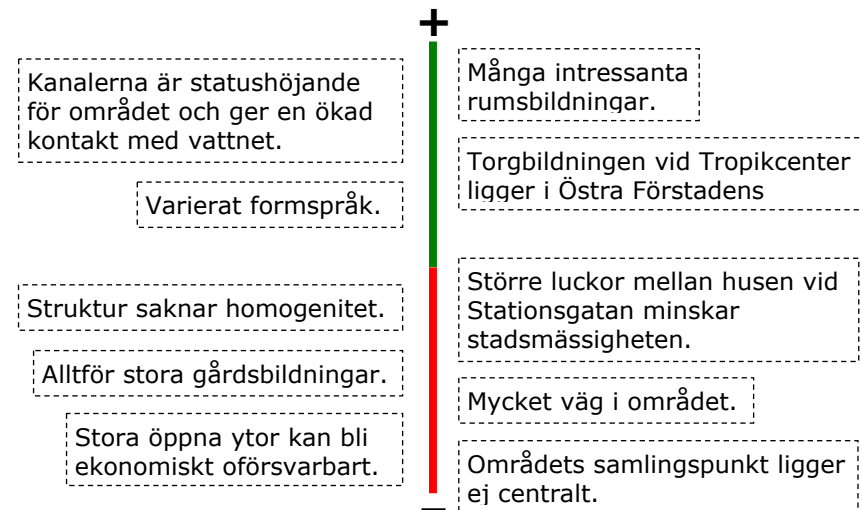 +
Kanalerna är statushöjande
för området och ger en ökad
kontakt med vattnet.
Varierat formspråk.
Många intressanta
rumsbildningar.
Torgbildningen vid Tropikcenter
ligger i Östra Förstadens
Struktur saknar homogenitet.
Alltför stora gårdsbildningar.
Stora öppna ytor kan bli
ekonomiskt oförsvarbart.
Större luckor mellan husen vid
Stationsgatan minskar
stadsmässigheten.
Mycket väg i området.
Områdets samlingspunkt ligger
ej centralt.
–